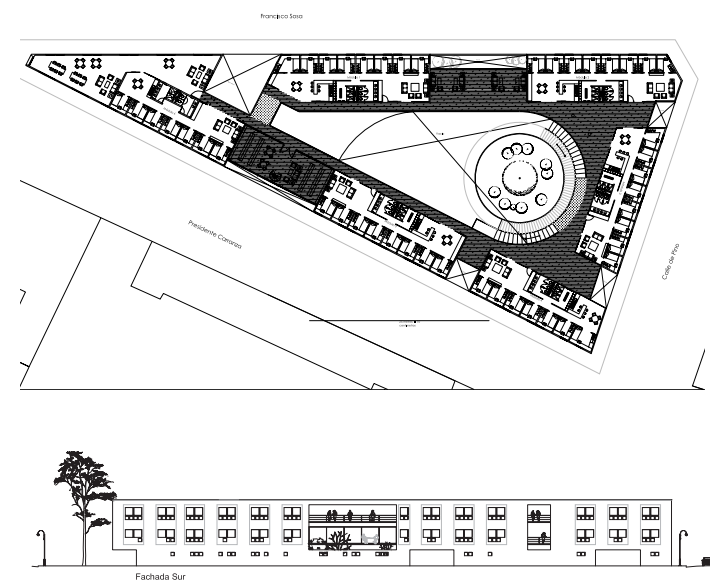 Francisco Sosa
Presidente Carranza
Calle de Pino
Fachada Sur